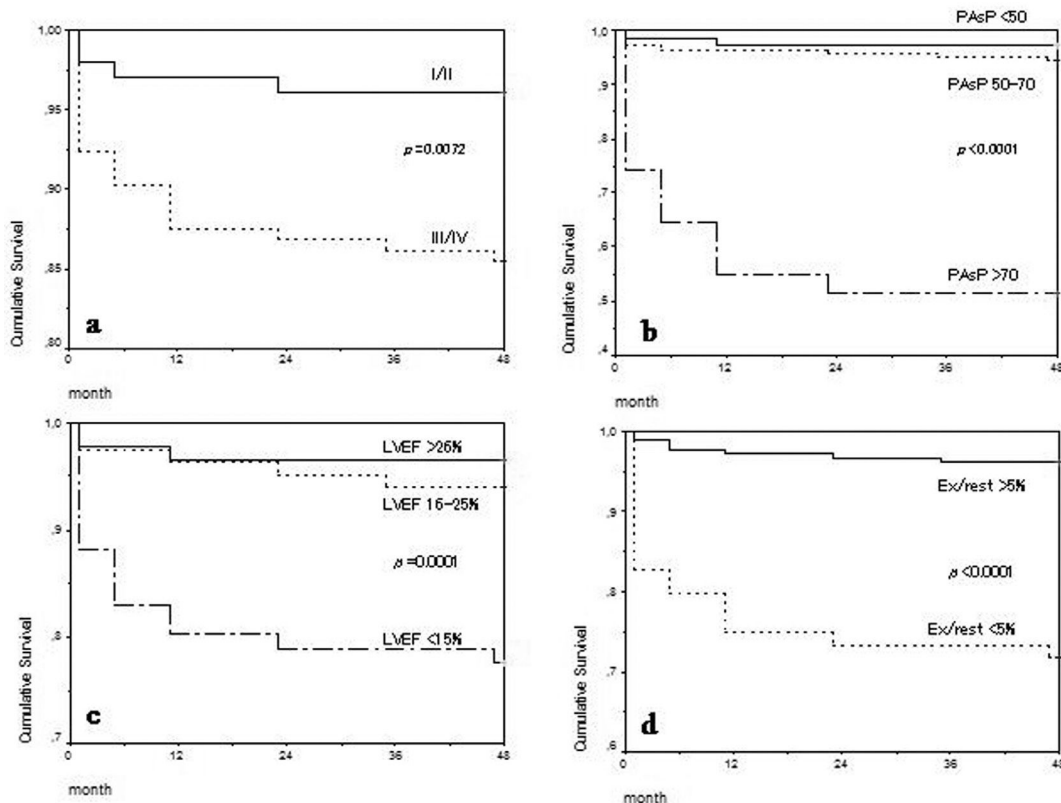 1,00
,95
,90
,85
,80
Cumulative Survival
I/II
p=0.0072
III/IV
a
0 12 24 36 48
month
PAsP <50
1,0
,9
,8
,7
,6
,5
,4
Cumulative Survival
PAsP 50-70
p<0.0001
PAsP >70
b
0 12 24 36 48
month
1,0
,9
,8
,7
Cumulative Survival
LVEF >26%
LVEF 16-25%
p=0.0001
LVEF <15%
c
0 12 24 36 48
month
1,0
,9
,8
,7
,6
Cumulative Survival
Ex/rest >5%
p<0.0001
Ex/rest <5%
d
0 12 24 36 48
month